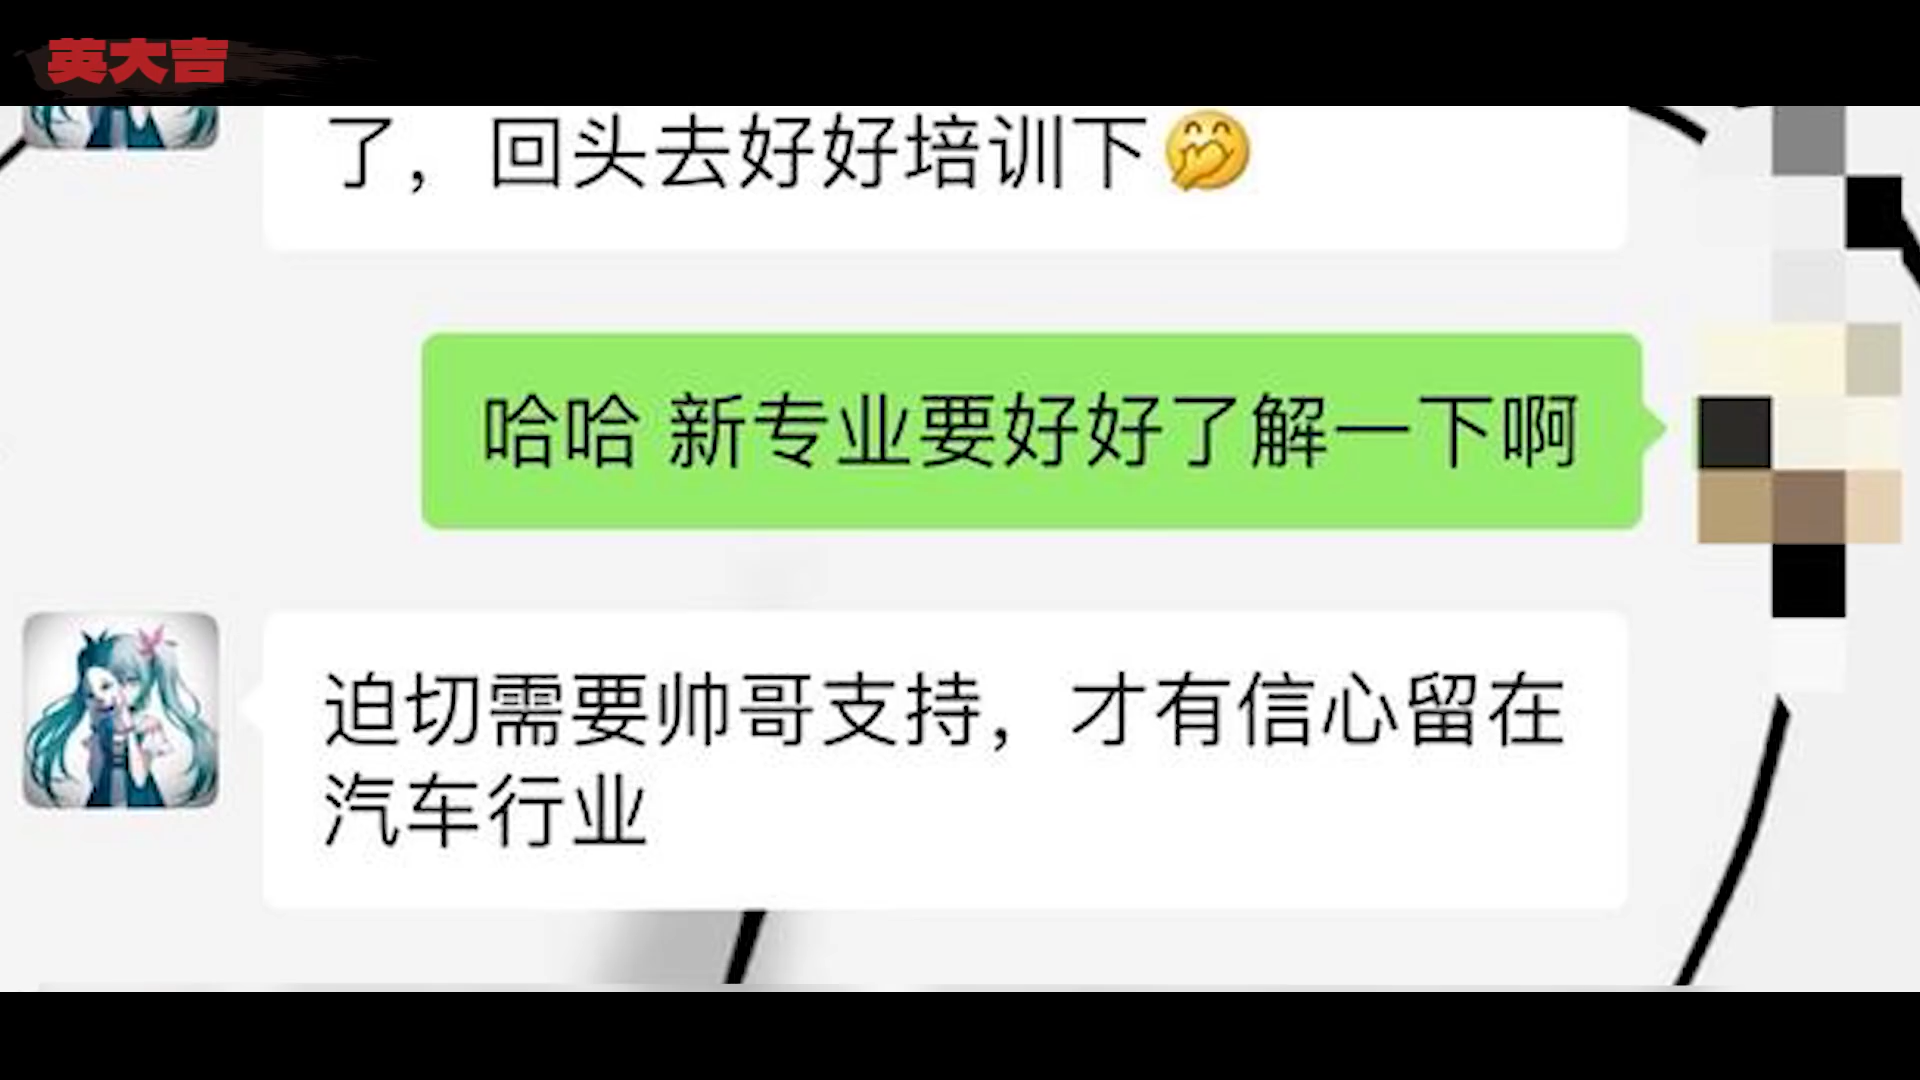 英大吉
了，回头去好好培训下🤭
哈哈 新专业要好好了解一下啊
迫切需要帅哥支持，才有信心留在
汽车行业